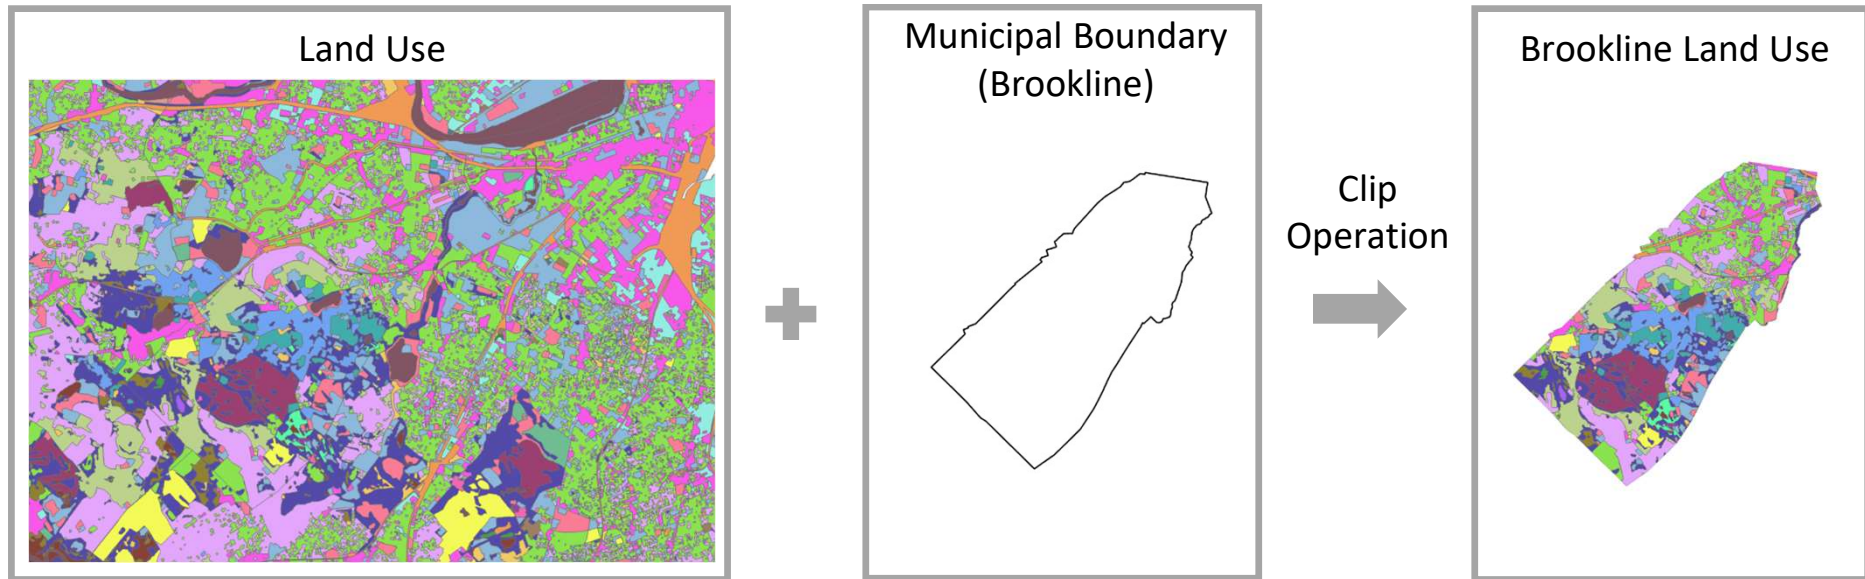 Land Use
Municipal Boundary
(Brookline)
Clip
Operation
Brookline Land Use